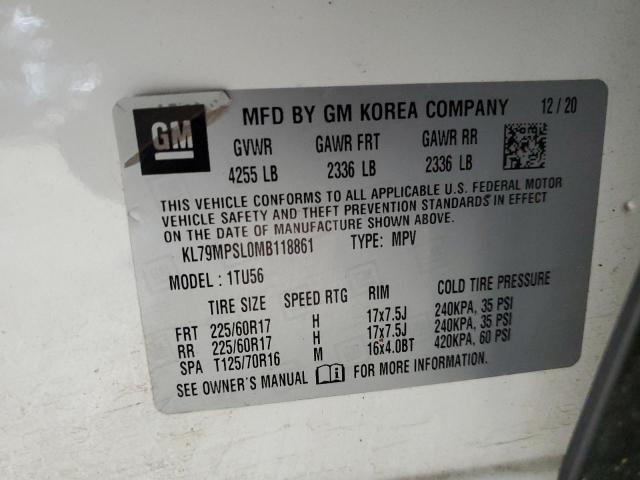 GM
MFD BY GM KOREA COMPANY 12/20
GVWR GAWR FRT GAWR RR
4255 LB 2336 LB 2336 LB
THIS VEHICLE CONFORMS TO ALL APPLICABLE U.S. FEDERAL MOTOR
VEHICLE SAFETY AND THEFT PREVENTION STANDARDS IN EFFECT ON
THE DATE OF MANUFACTURE SHOWN ABOVE.
KL79MPSL0MB118861 TYPE: MPV
MODEL : 1TU56
TIRE SIZE SPEED RTG RIM COLD TIRE PRESSURE
FRT 225/60R17 H 17x7.5J 240KPA, 35 PSI
RR 225/60R17 H 17x7.5J 240KPA, 35 PSI
SPA T125/70R16 M 16x4.0BT 420KPA, 60 PSI
SEE OWNER'S MANUAL FOR MORE INFORMATION.